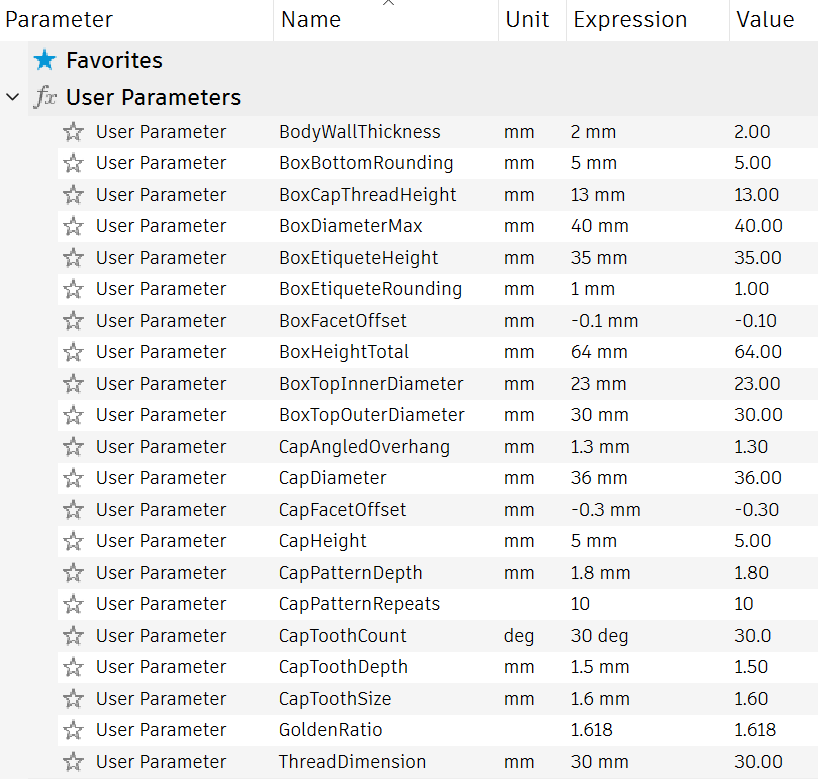 Parameter Name Unit Expression Value
Favorites
fx User Parameters
User Parameter BodyWallThickness mm 2 mm 2.00
User Parameter BoxBottomRounding mm 5 mm 5.00
User Parameter BoxCapThreadHeight mm 13 mm 13.00
User Parameter BoxDiameterMax mm 40 mm 40.00
User Parameter BoxEtiqueteHeight mm 35 mm 35.00
User Parameter BoxEtiqueteRounding mm 1 mm 1.00
User Parameter BoxFacetOffset mm -0.1 mm -0.10
User Parameter BoxHeightTotal mm 64 mm 64.00
User Parameter BoxTopInnerDiameter mm 23 mm 23.00
User Parameter BoxTopOuterDiameter mm 30 mm 30.00
User Parameter CapAngledOverhang mm 1.3 mm 1.30
User Parameter CapDiameter mm 36 mm 36.00
User Parameter CapFacetOffset mm -0.3 mm -0.30
User Parameter CapHeight mm 5 mm 5.00
User Parameter CapPatternDepth mm 1.8 mm 1.80
User Parameter CapPatternRepeats 10 10
User Parameter CapToothCount deg 30 deg 30.0
User Parameter CapToothDepth mm 1.5 mm 1.50
User Parameter CapToothSize mm 1.6 mm 1.60
User Parameter GoldenRatio 1.618 1.618
User Parameter ThreadDimension mm 30 mm 30.00